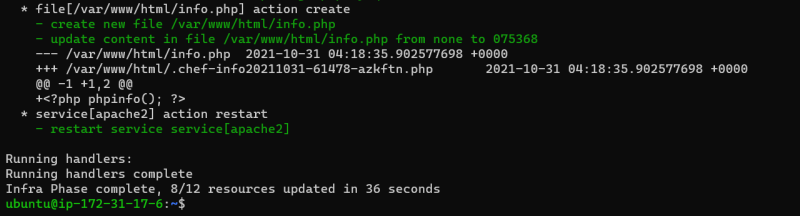 * file[/var/www/html/info.php] action create
- create new file /var/www/html/info.php
- update content in file /var/www/html/info.php from none to 075368
--- /var/www/html/info.php 2021-10-31 04:18:35.902577698 +0000
+++ /var/www/html/.chef-info20211031-61478-azkftn.php 2021-10-31 04:18:35.902577698 +0000
@@ -1 +1,2 @@
+<?php phpinfo(); ?>
* service[apache2] action restart
- restart service service[apache2]
Running handlers:
Running handlers complete
Infra Phase complete, 8/12 resources updated in 36 seconds
ubuntu@ip-172-31-17-6:~$